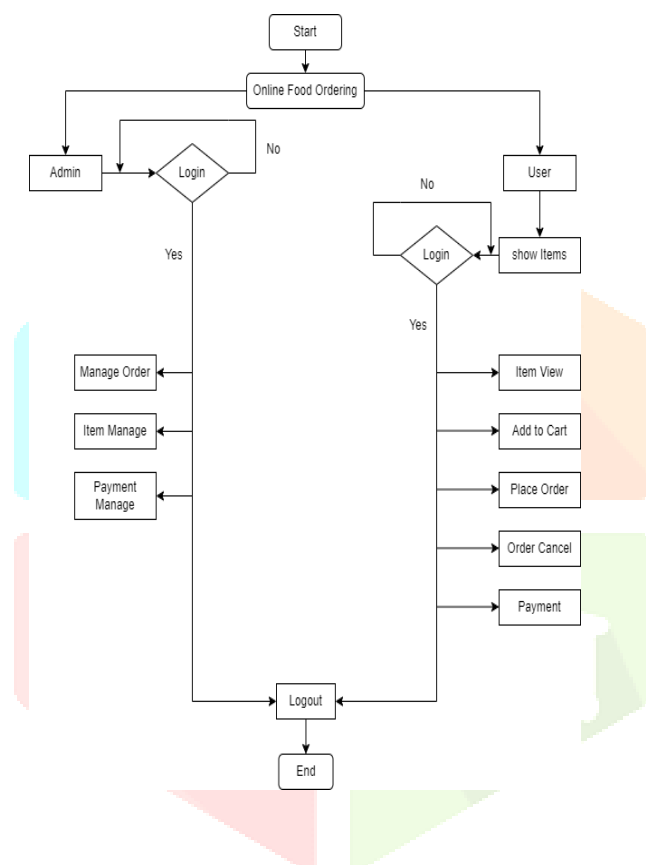 Start
Online Food Ordering
Admin
Login
No
User
No
Login
show Items
Yes
Yes
Manage Order
Item View
Item Manage
Add to Cart
Payment
Manage
Place Order
Order Cancel
Payment
Logout
End